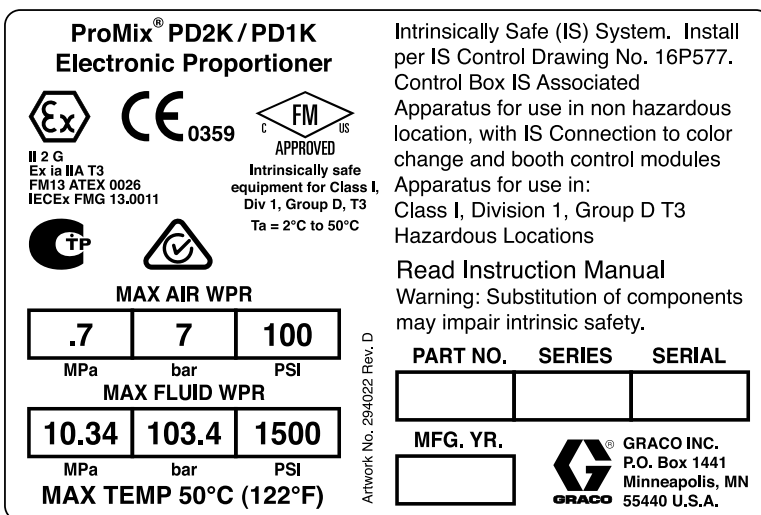 ProMix® PD2K / PD1K
Electronic Proportioner
Ex
CE 0359
FM
C US
APPROVED
II 2 G
Ex ia IIA T3
FM13 ATEX 0026
IECEx FMG 13.0011
Intrinsically safe
equipment for Class I,
Div 1, Group D, T3
Ta = 2°C to 50°C
MAX AIR WPR
.7 7 100
MPa bar PSI
MAX FLUID WPR
10.34 103.4 1500
MPa bar PSI
MAX TEMP 50°C (122°F)
Artwork No. 294022 Rev. D
Intrinsically Safe (IS) System. Install
per IS Control Drawing No. 16P577.
Control Box IS Associated
Apparatus for use in non hazardous
location, with IS Connection to color
change and booth control modules
Apparatus for use in:
Class I, Division 1, Group D T3
Hazardous Locations
Read Instruction Manual
Warning: Substitution of components
may impair intrinsic safety.
PART NO. SERIES SERIAL
MFG. YR.
G®
GRACO
GRACO INC.
P.O. Box 1441
Minneapolis, MN
55440 U.S.A.